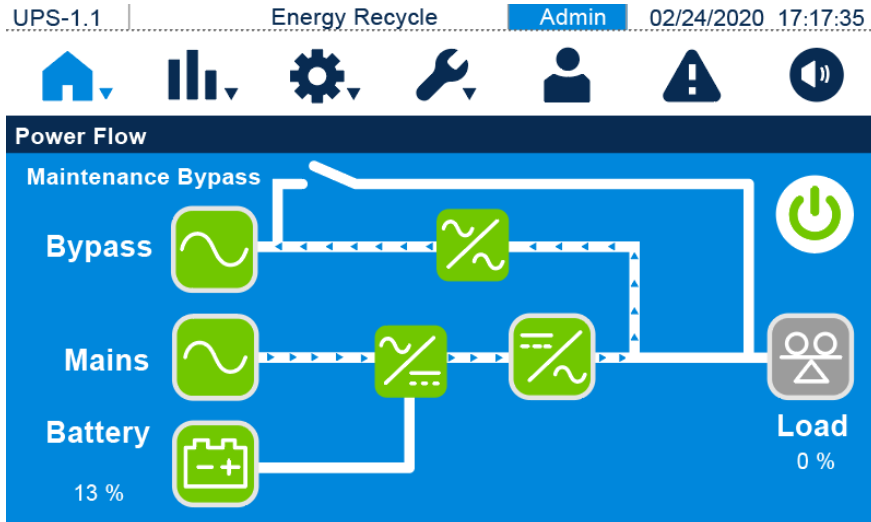 UPS-1.1 Energy Recycle Admin 02/24/2020 17:17:35
Power Flow
Maintenance Bypass
Bypass
Mains
Battery
13 %
Load
0 %